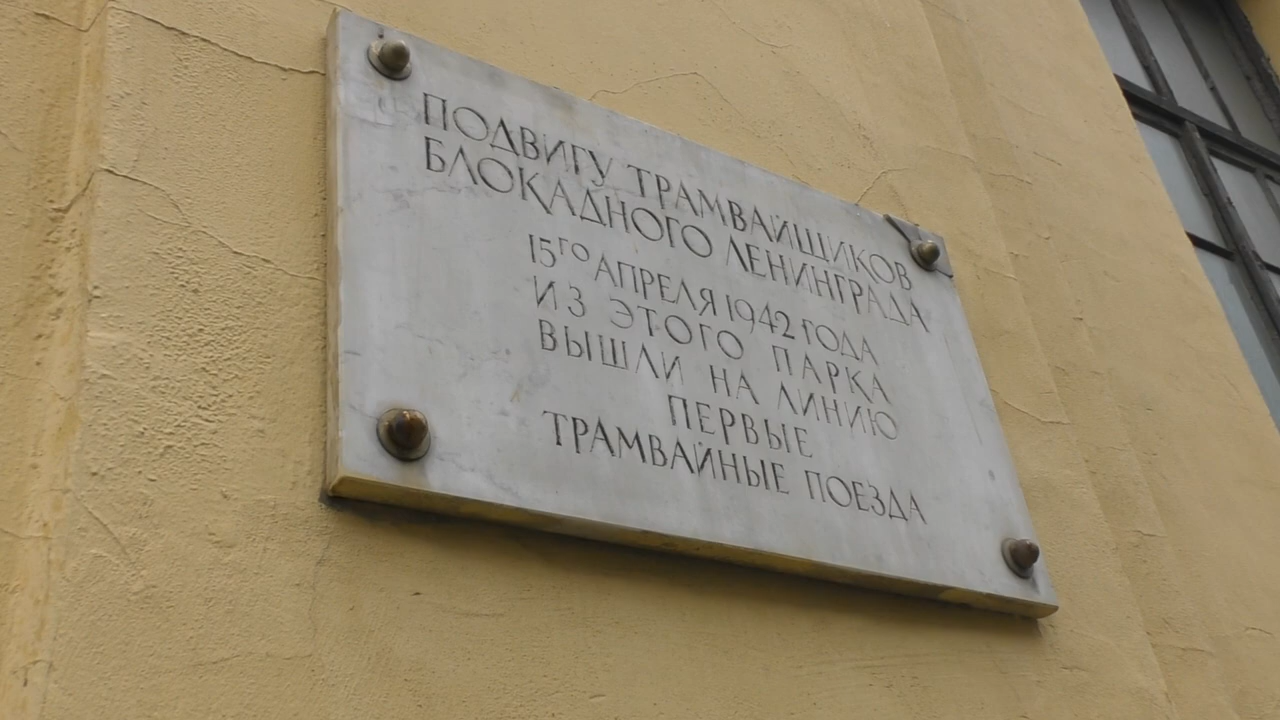 ПОДВИГУ ТРАМВАЙЩИКОВ
БЛОКАДНОГО ЛЕНИНГРАДА
15ГО АПРЕЛЯ 1942 ГОДА
ИЗ ЭТОГО ПАРКА
ВЫШЛИ НА ЛИНИЮ
ПЕРВЫЕ
ТРАМВАЙНЫЕ ПОЕЗДА